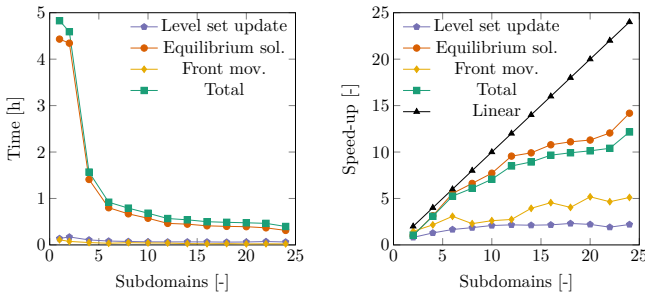 5
4
3
2
1
0
0 5 10 15 20 25
Time [h]
Subdomains [-]
Level set update
Equilibrium sol.
Front mov.
Total
25
20
15
10
5
0
0 5 10 15 20 25
Speed-up [-]
Subdomains [-]
Level set update
Equilibrium sol.
Front mov.
Total
Linear